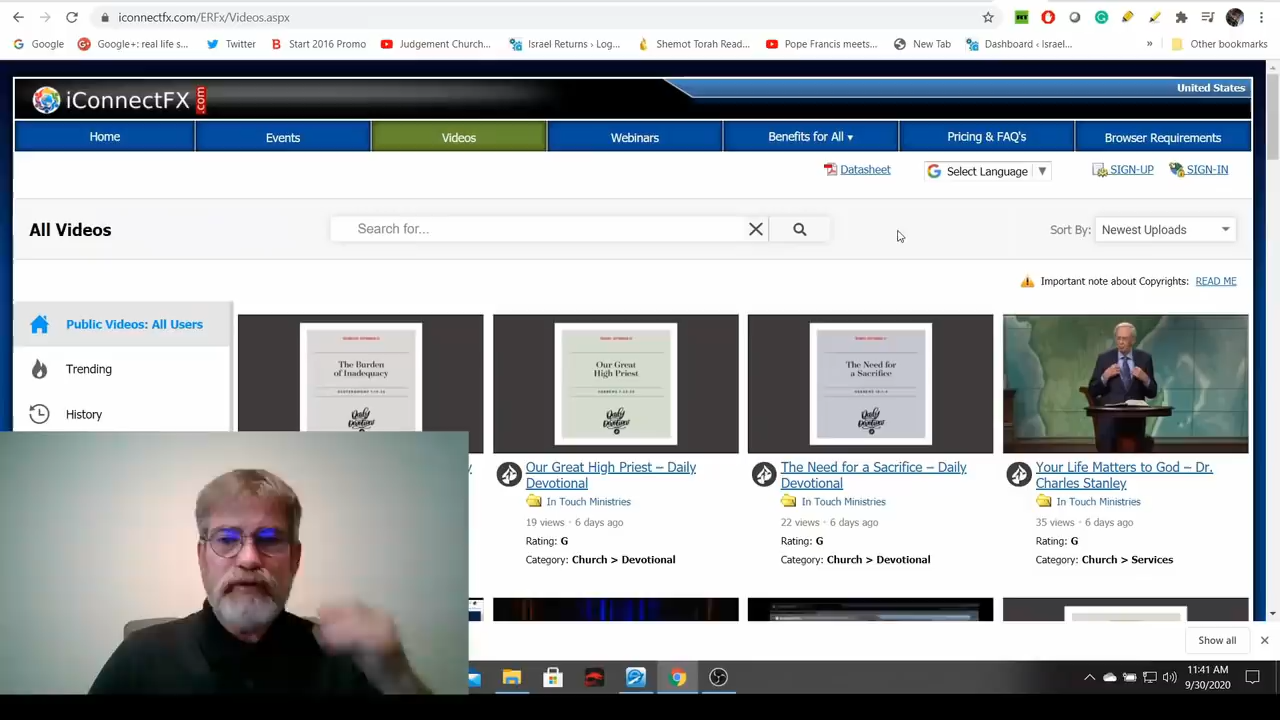 iconnectfx.com/ERFx/Videos.aspx
Google
Google+: real life s...
Twitter
Start 2016 Promo
Judgement Church...
Israel Returns › Log...
Shemot Torah Read...
Pope Francis meets...
New Tab
Dashboard ‹ Israel...
»
Other bookmarks
iConnectFX.com
United States
Home
Events
Videos
Webinars
Benefits for All ▾
Pricing & FAQ's
Browser Requirements
Datasheet
Select Language ▼
SIGN-UP
SIGN-IN
All Videos
Search for...
Sort By:
Newest Uploads
Important note about Copyrights: READ ME
Public Videos: All Users
Trending
History
The Burden
of Inadequacy
Daily
Devotional
Our Great
High Priest
Daily
Devotional
The Need for
a Sacrifice
Daily
Devotional
Our Great High Priest – Daily
Devotional
In Touch Ministries
19 views · 6 days ago
Rating: G
Category: Church > Devotional
The Need for a Sacrifice – Daily
Devotional
In Touch Ministries
22 views · 6 days ago
Rating: G
Category: Church > Devotional
Your Life Matters to God – Dr.
Charles Stanley
In Touch Ministries
35 views · 6 days ago
Rating: G
Category: Church > Services
Show all
11:41 AM
9/30/2020